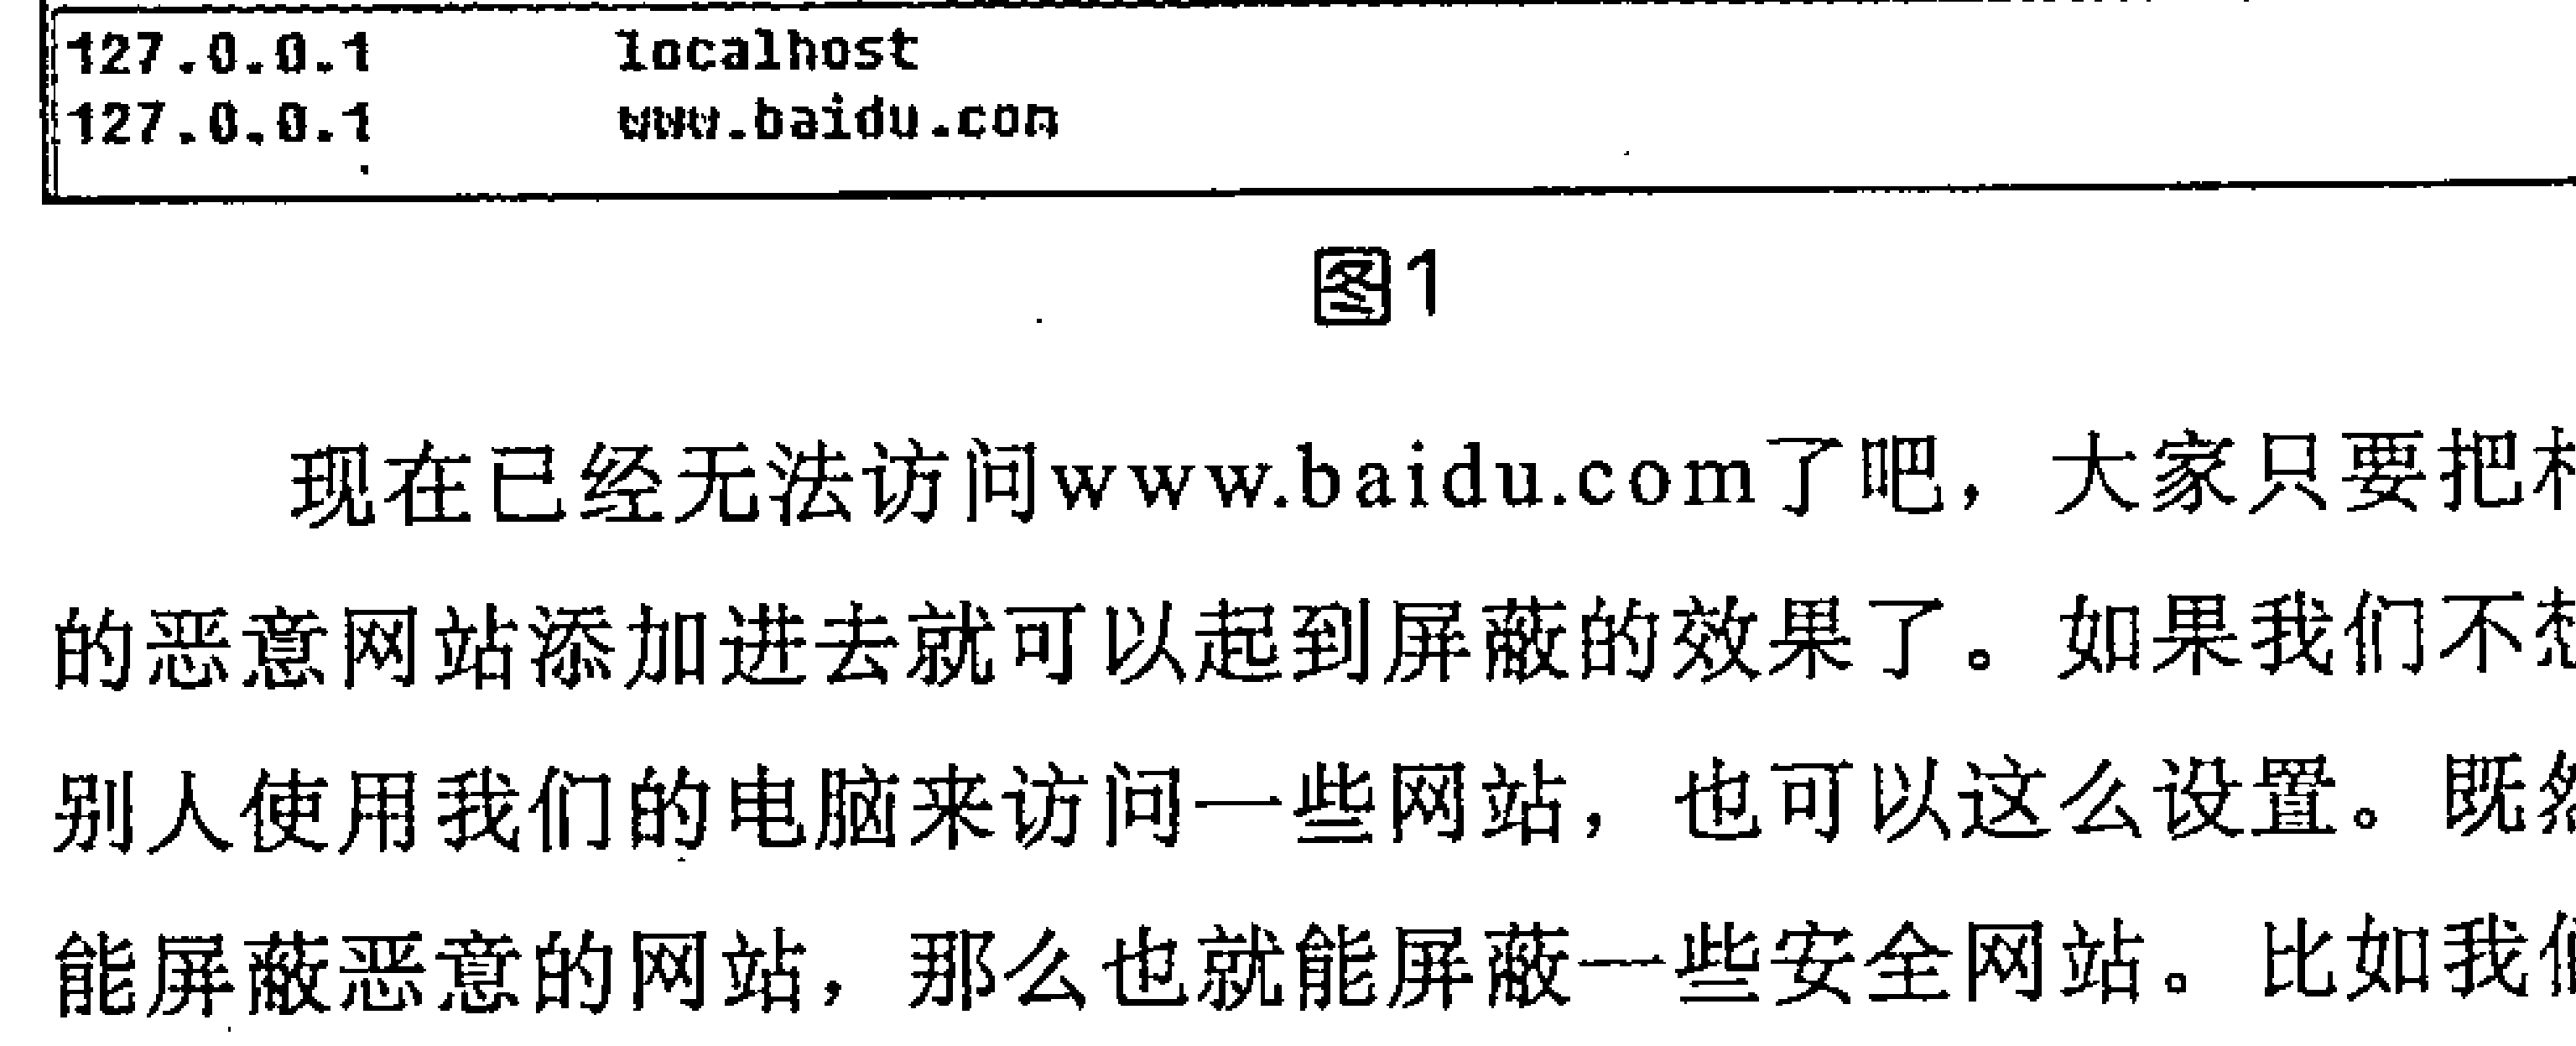 127.0.0.1 localhost
127.0.0.1 www.baidu.com
图1
现在已经无法访问www.baidu.com了吧，大家只要把
的恶意网站添加进去就可以起到屏蔽的效果了。如果我们不想
别人使用我们的电脑来访问一些网站，也可以这么设置。既然
能屏蔽恶意的网站，那么也就能屏蔽一些安全网站。比如我们